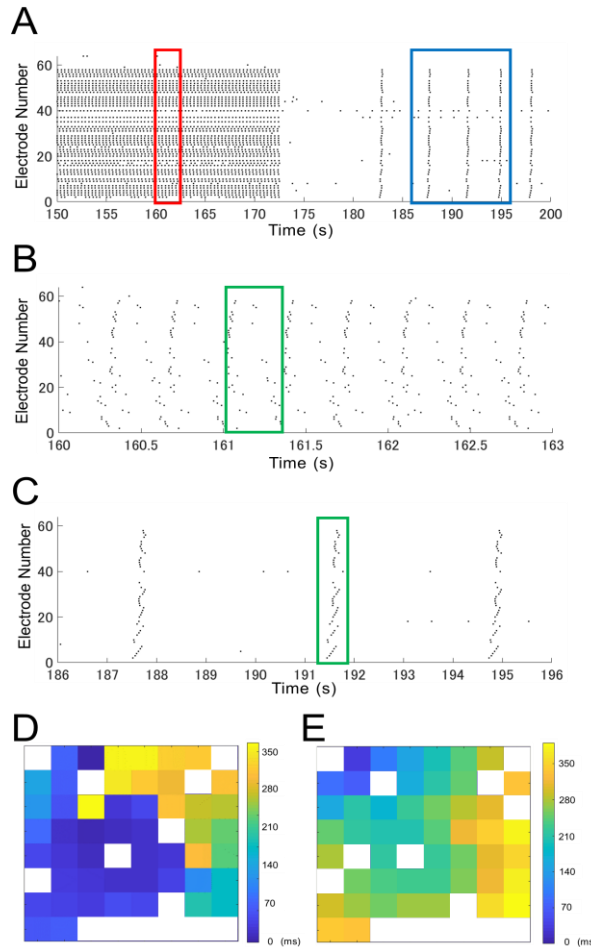 A
Electrode Number
60
40
20
0
150 155 160 165 170 175 180 185 190 195 200
Time (s)
B
Electrode Number
60
40
20
0
160 160.5 161 161.5 162 162.5 163
Time (s)
C
Electrode Number
60
40
20
0
186 187 188 189 190 191 192 193 194 195 196
Time (s)
D
350
280
210
140
70
0 (ms)
E
350
280
210
140
70
0 (ms)